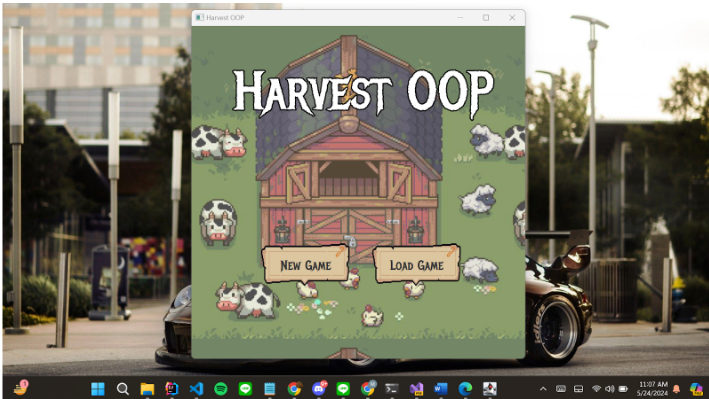 Harvest OOP
HARVEST OOP
NEW GAME
LOAD GAME
11:07 AM
5/24/2024